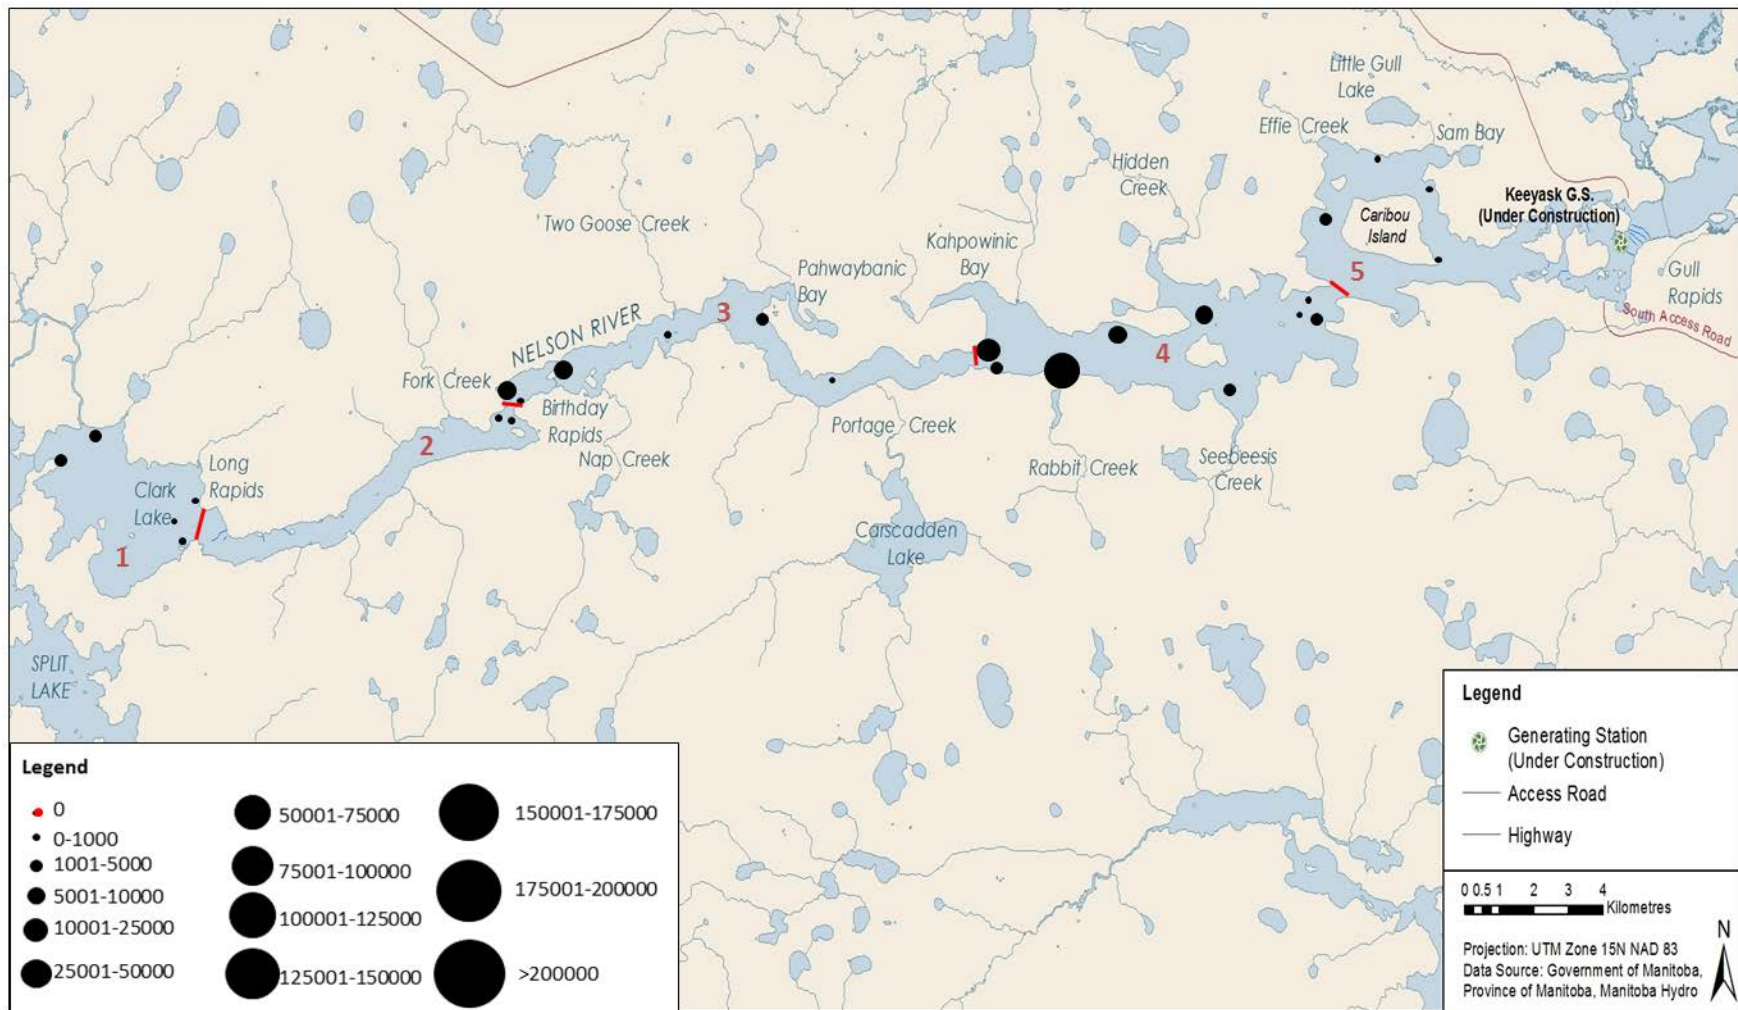 Little Gull
Lake
Effie Creek
Sam Bay
Hidden
Creek
Keeyask G.S.
(Under Construction)
Caribou
Island
Two Goose Creek
Kahpowinic
Bay
Pahwaybanic
Bay
5
Gull
Rapids
South Access Road
3
NELSON RIVER
4
Fork Creek
Birthday
Rapids
2
Nap Creek
Portage Creek
Rabbit Creek
Seebeesis
Creek
Long
Rapids
Clark
Lake
1
Carscadden
Lake
SPLIT
LAKE
Legend
0
0-1000
1001-5000
5001-10000
10001-25000
25001-50000
50001-75000
75001-100000
100001-125000
125001-150000
150001-175000
175001-200000
>200000
Legend
Generating Station
(Under Construction)
Access Road
Highway
0 0.5 1 2 3 4
Kilometres
N
Projection: UTM Zone 15N NAD 83
Data Source: Government of Manitoba,
Province of Manitoba, Manitoba Hydro